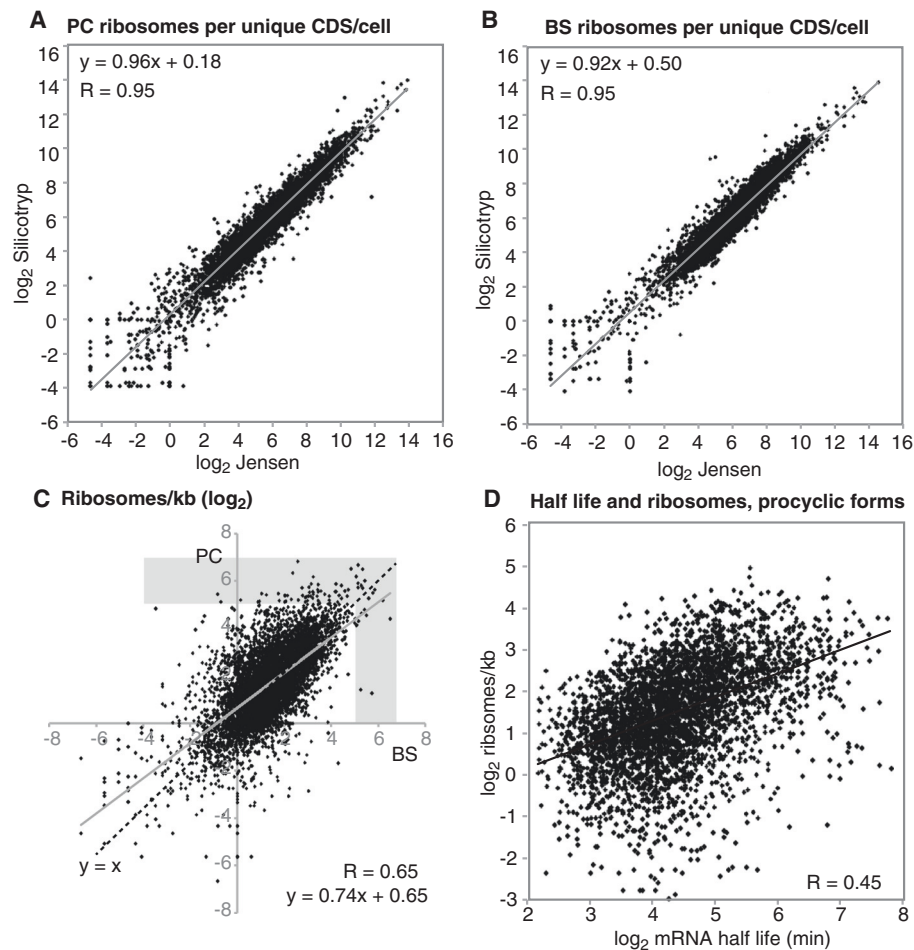 A PC ribosomes per unique CDS/cell
16
14
12
10
8
6
4
2
0
-2
-4
-6
log2 Silicotryp
y = 0.96x + 0.18
R = 0.95
-6 -4 -2 0 2 4 6 8 10 12 14 16
log2 Jensen
B BS ribosomes per unique CDS/cell
16
14
12
10
8
6
4
2
0
-2
-4
-6
log2 Silicotryp
y = 0.92x + 0.50
R = 0.95
-6 -4 -2 0 2 4 6 8 10 12 14 16
log2 Jensen
C Ribosomes/kb (log2)
8
PC
6
-8 -6 -4 2 4 6 8
BS
-4
-6
-8
y = x
R = 0.65
y = 0.74x + 0.65
D Half life and ribosomes, procyclic forms
6
5
4
3
2
1
0
-1
-2
-3
log2 ribsomes/kb
R = 0.45
2 3 4 5 6 7 8
log2 mRNA half life (min)